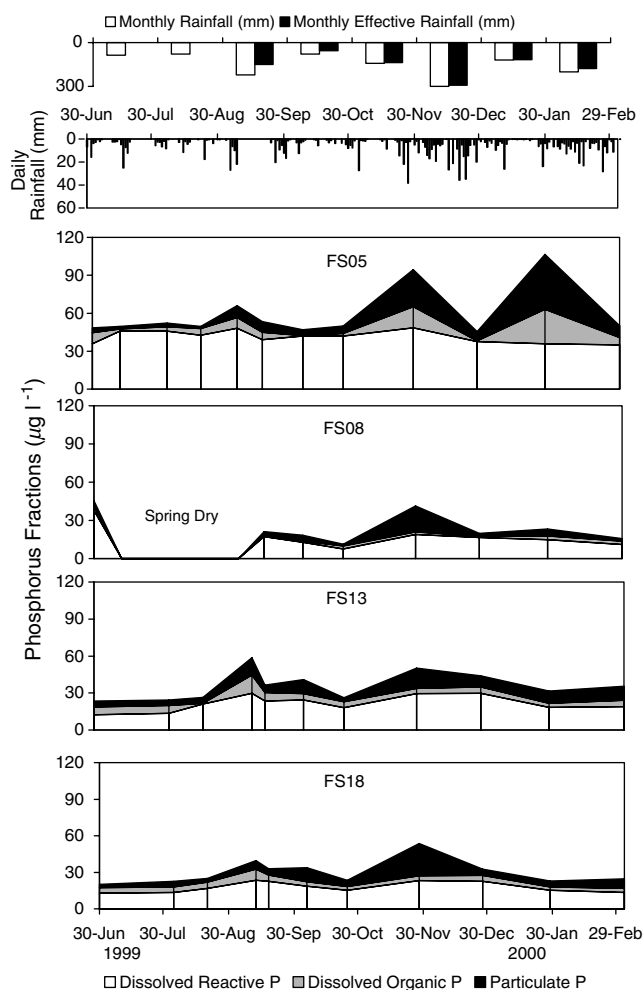 Monthly Rainfall (mm) Monthly Effective Rainfall (mm)
0
300
30-Jun 30-Jul 30-Aug 30-Sep 30-Oct 30-Nov 30-Dec 30-Jan 29-Feb
Daily Rainfall (mm)
0
20
40
60
Phosphorus Fractions (µg l⁻¹)
120
90
60
30
0
FS05
120
90
60
30
0
FS08
Spring Dry
120
90
60
30
0
FS13
120
90
60
30
0
FS18
30-Jun 30-Jul 30-Aug 30-Sep 30-Oct 30-Nov 30-Dec 30-Jan 29-Feb
1999 2000
Dissolved Reactive P Dissolved Organic P Particulate P